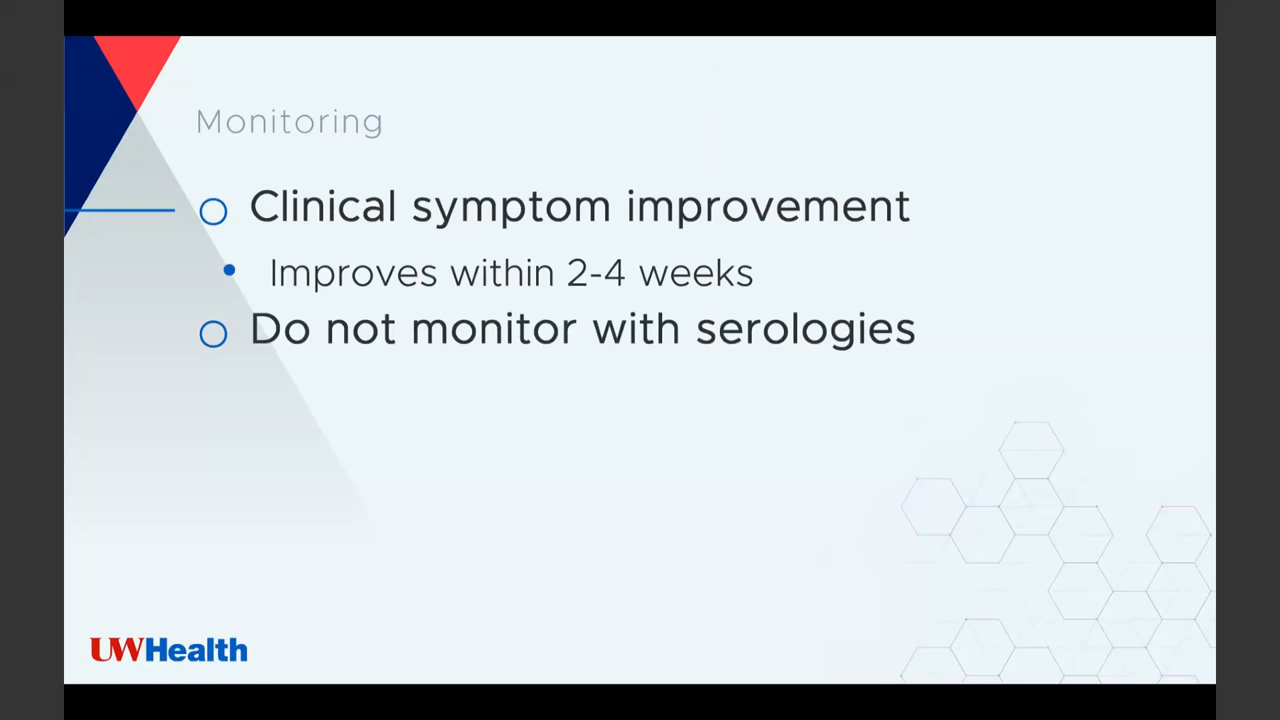 Monitoring
Clinical symptom improvement
Improves within 2-4 weeks
Do not monitor with serologies
UWHealth